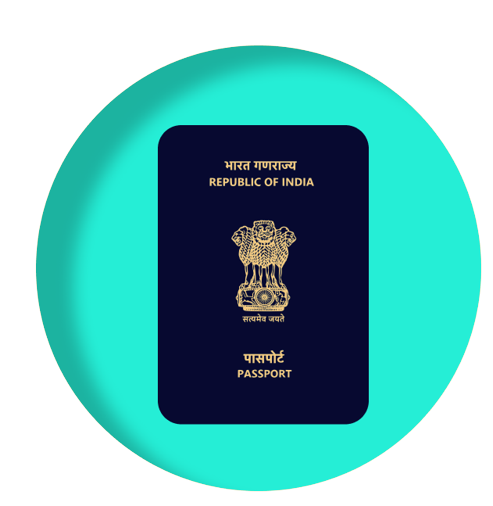 भारत गणराज्य
REPUBLIC OF INDIA
सत्यमेव जयते
पासपोर्ट
PASSPORT